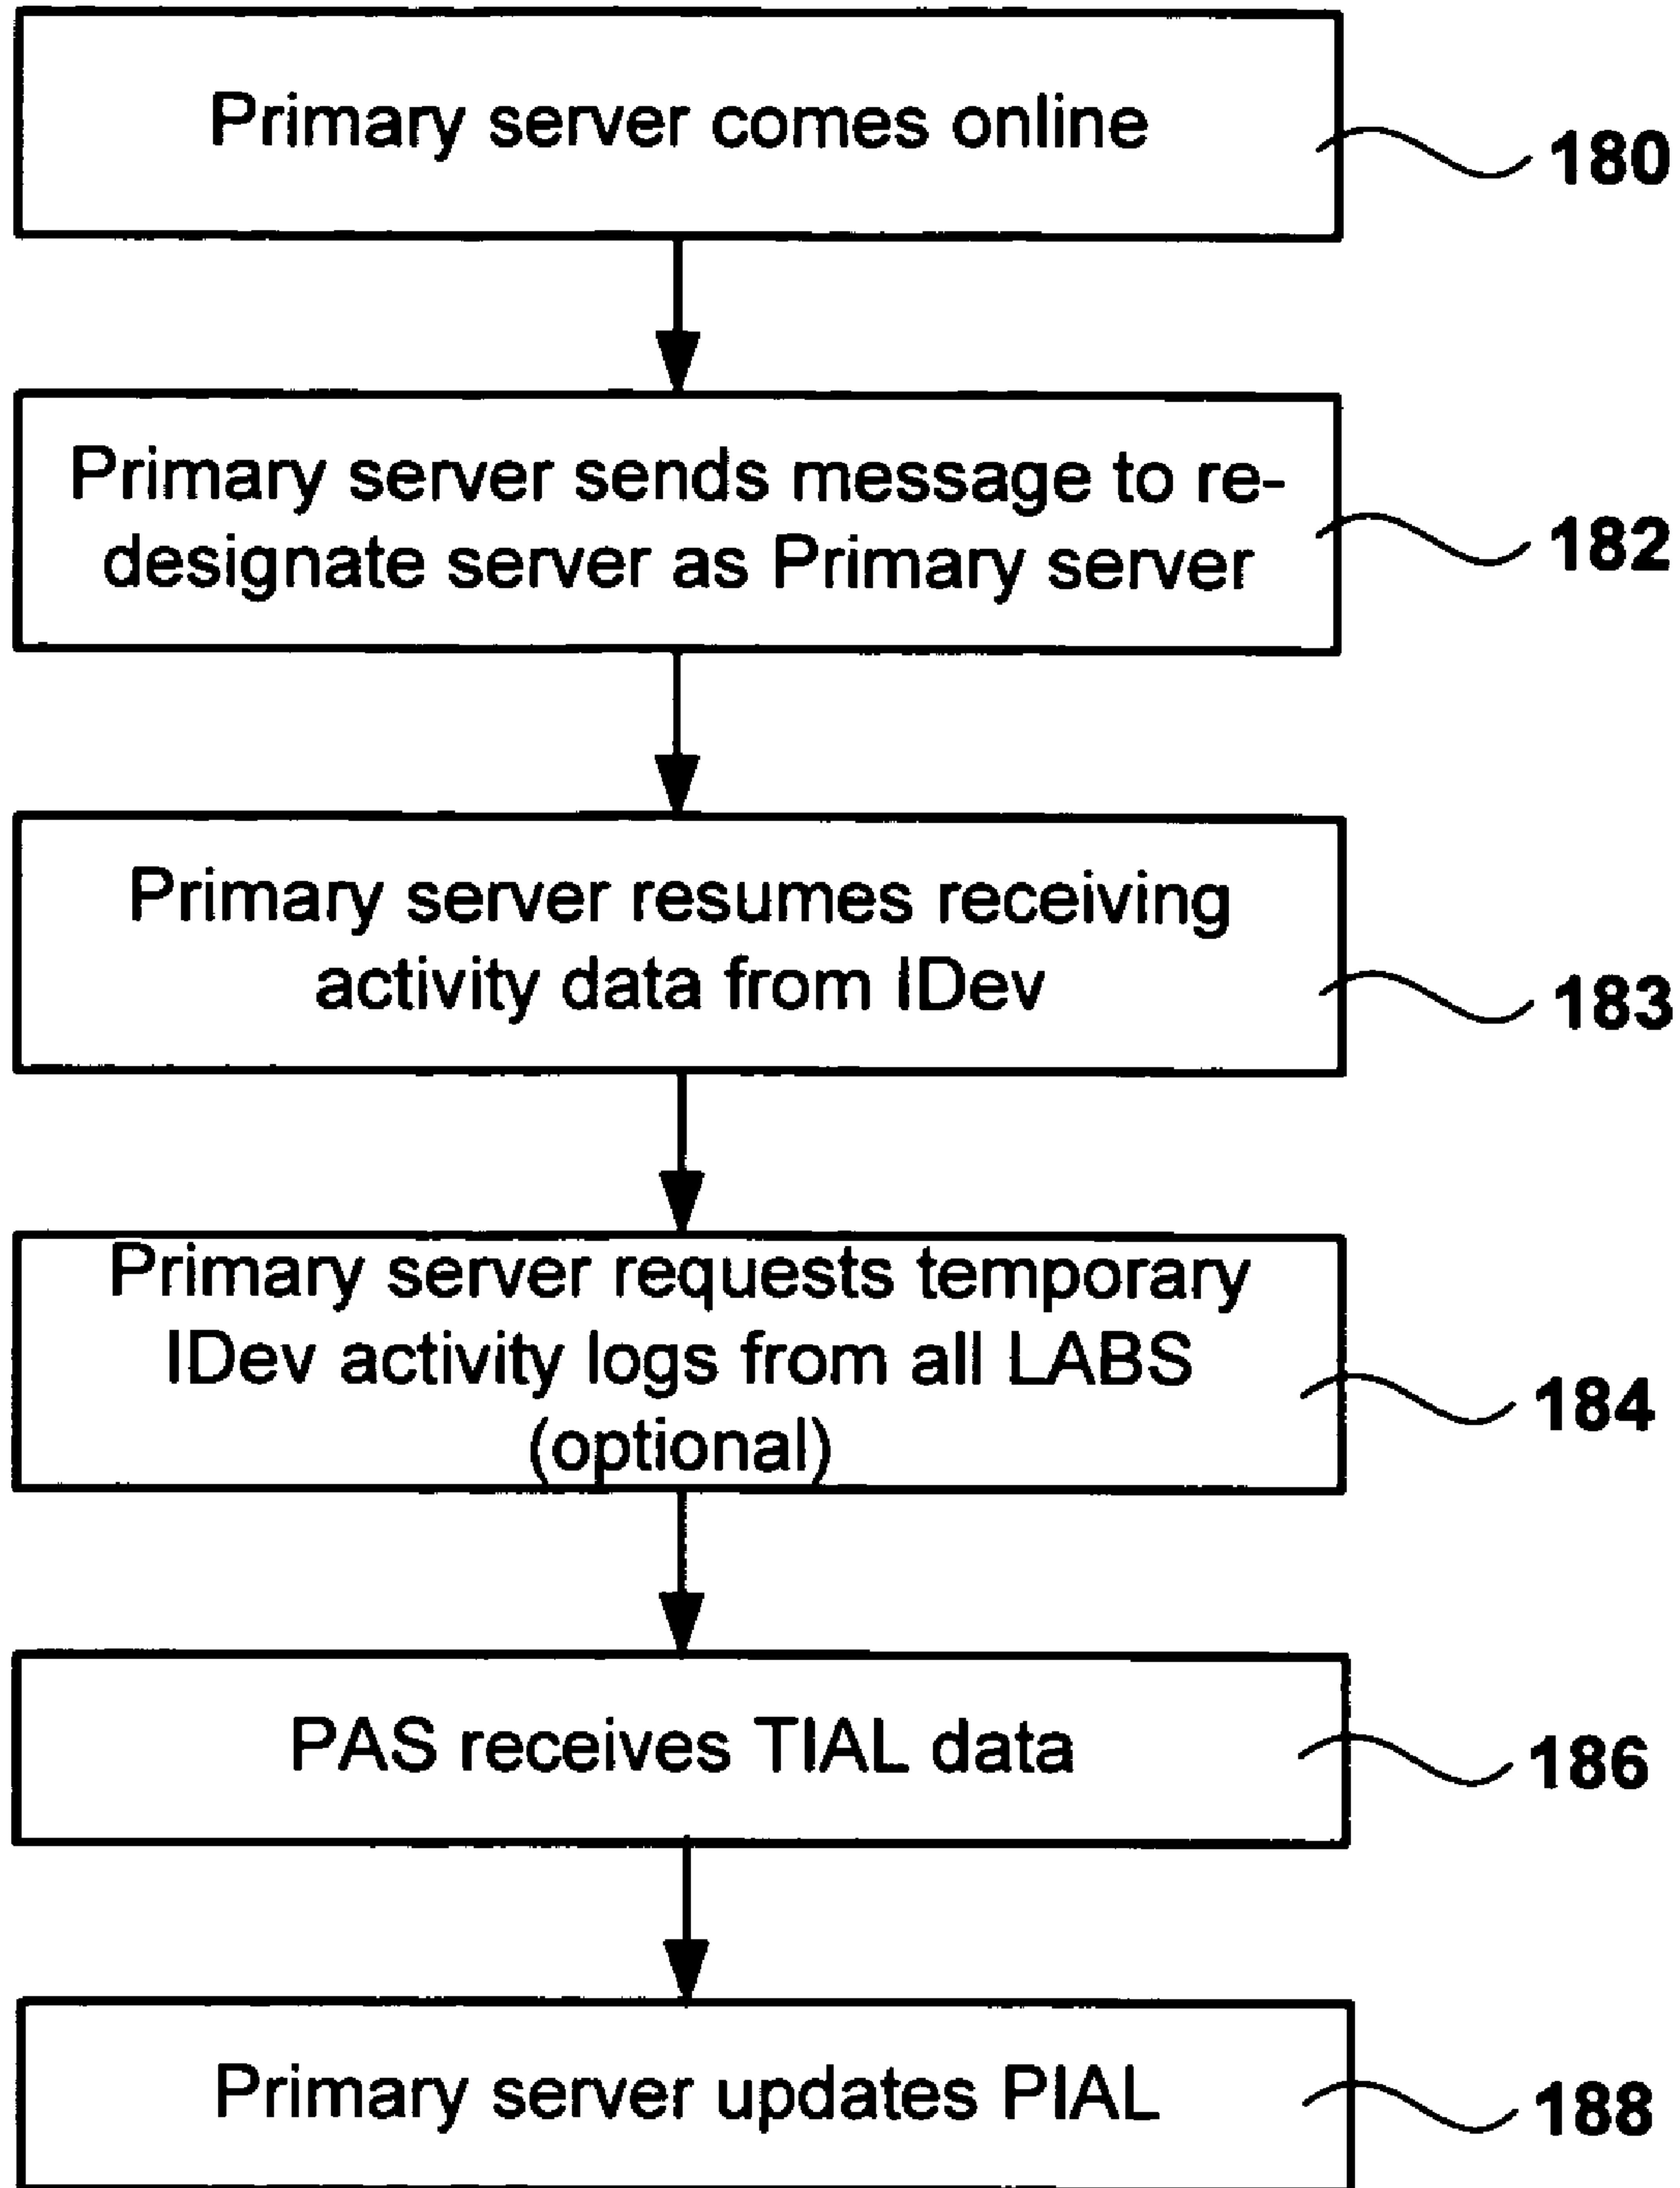 Primary server comes online
180
Primary server sends message to re-
designate server as Primary server
182
Primary server resumes receiving
activity data from IDev
183
Primary server requests temporary
IDev activity logs from all LABS
(optional)
184
PAS receives TIAL data
186
Primary server updates PIAL
188